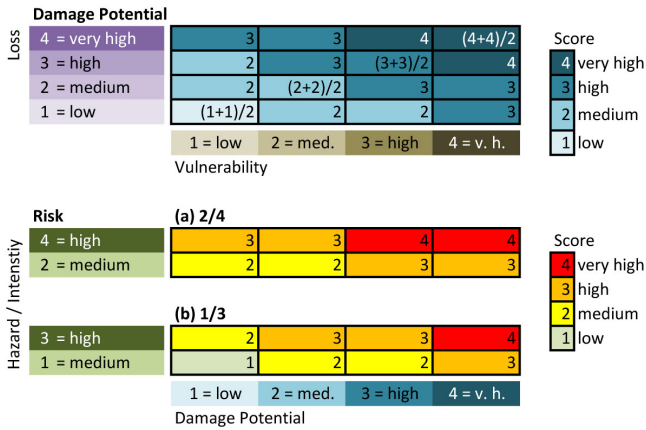 Damage Potential
Loss
4 = very high 3 3 4 (4+4)/2
3 = high 2 3 (3+3)/2 4
2 = medium 2 (2+2)/2 3 3
1 = low (1+1)/2 2 2 3
1 = low 2 = med. 3 = high 4 = v. h.
Vulnerability
Score
4 very high
3 high
2 medium
1 low
Hazard / Intenstiy
Risk (a) 2/4
4 = high 3 3 4 4
2 = medium 2 2 3 3
(b) 1/3
3 = high 2 3 3 4
1 = medium 1 2 2 3
1 = low 2 = med. 3 = high 4 = v. h.
Damage Potential
Score
4 very high
3 high
2 medium
1 low